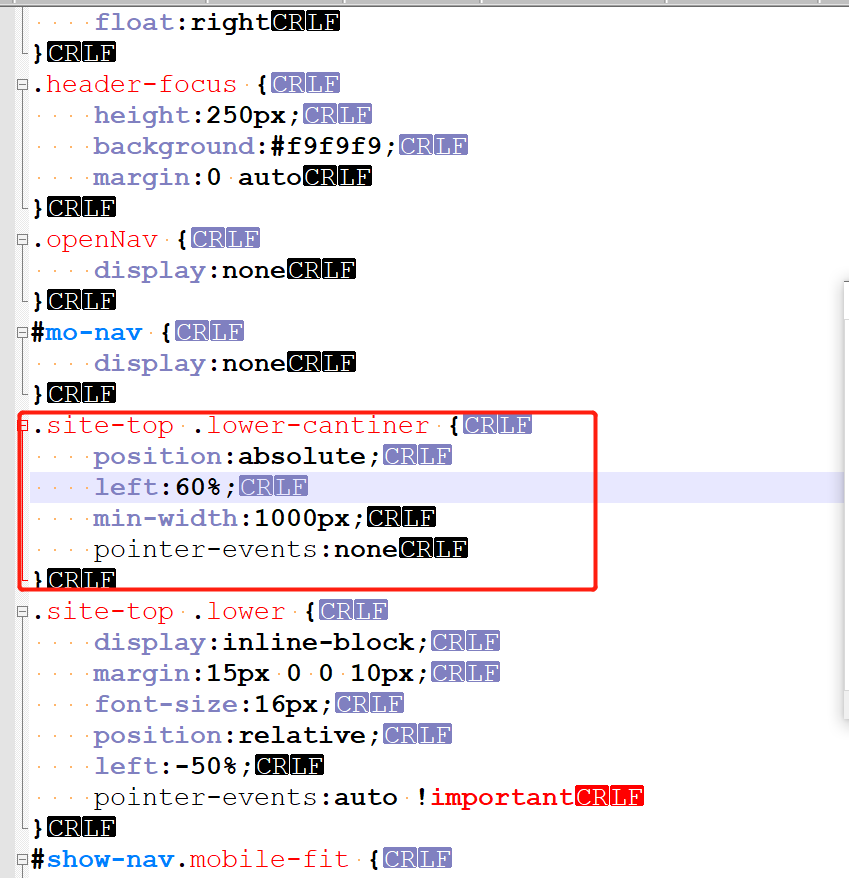 float:rightCRLF
}CRLF
.header-focus {CRLF
height:250px;CRLF
background:#f9f9f9;CRLF
margin:0 autoCRLF
}CRLF
.openNav {CRLF
display:noneCRLF
}CRLF
#mo-nav {CRLF
display:noneCRLF
}CRLF
.site-top .lower-cantiner {CRLF
position:absolute;CRLF
left:60%;CRLF
min-width:1000px;CRLF
pointer-events:noneCRLF
}CRLF
.site-top .lower {CRLF
display:inline-block;CRLF
margin:15px 0 0 10px;CRLF
font-size:16px;CRLF
position:relative;CRLF
left:-50%;CRLF
pointer-events:auto !importantCRLF
}CRLF
#show-nav.mobile-fit {CRLF